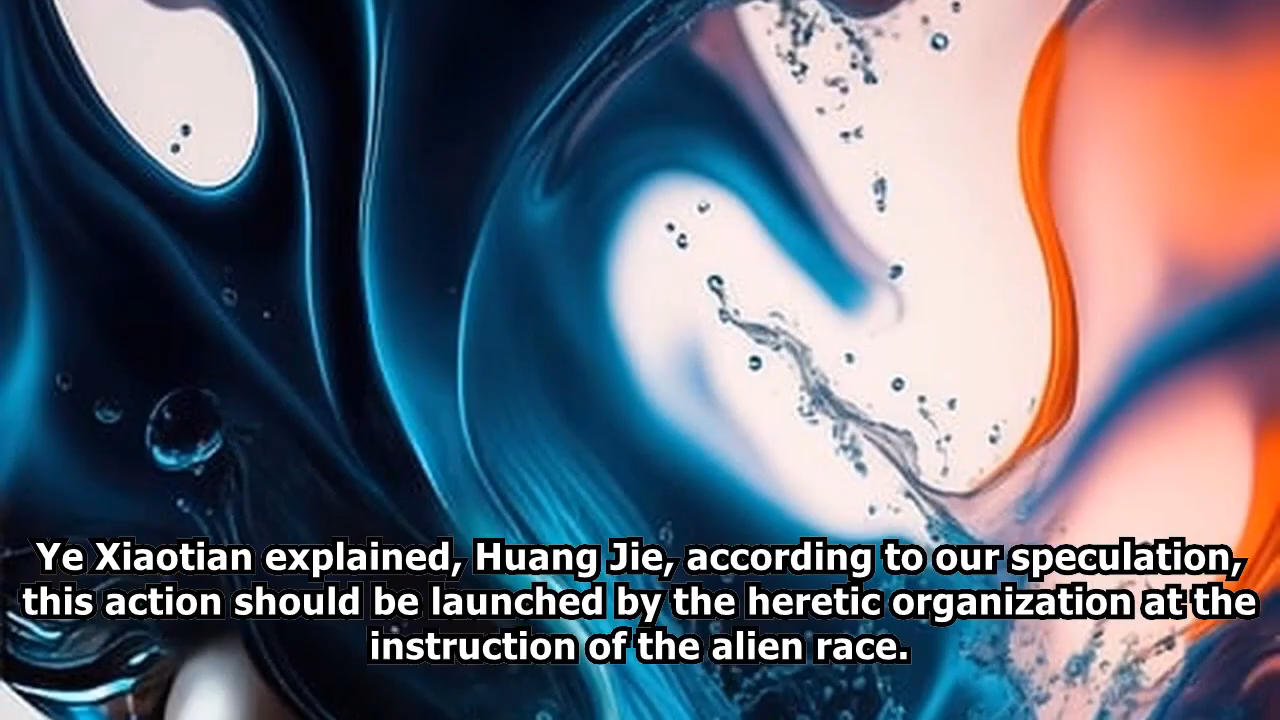 Ye Xiaotian explained, Huang Jie, according to our speculation,
this action should be launched by the heretic organization at the
instruction of the alien race.